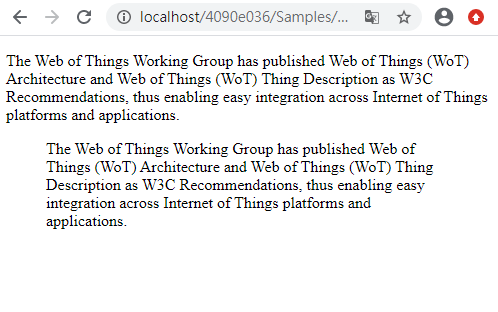 localhost/4090e036/Samples/...
The Web of Things Working Group has published Web of Things (WoT)
Architecture and Web of Things (WoT) Thing Description as W3C
Recommendations, thus enabling easy integration across Internet of Things
platforms and applications.
The Web of Things Working Group has published Web of
Things (WoT) Architecture and Web of Things (WoT) Thing
Description as W3C Recommendations, thus enabling easy
integration across Internet of Things platforms and
applications.